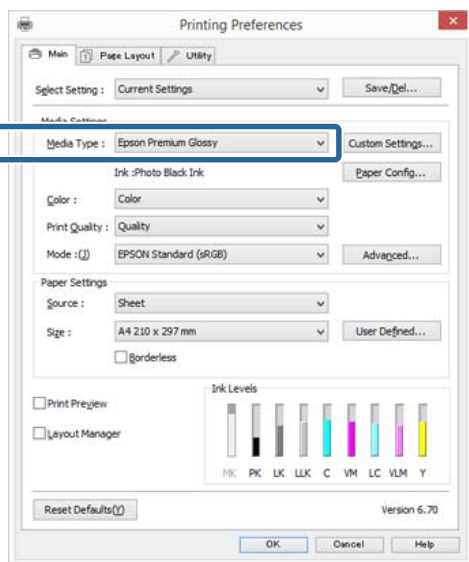 Printing Preferences
Main Page Layout Utility
Select Setting : Current Settings Save/Del...
Media Settings
Media Type : Epson Premium Glossy Custom Settings...
Ink :Photo Black Ink Paper Config...
Color : Color
Print Quality : Quality
Mode :(J) EPSON Standard (sRGB) Advanced...
Paper Settings
Source : Sheet
Size : A4 210 x 297 mm User Defined...
Borderless
Print Preview
Layout Manager
Ink Levels
MK PK LK LLK C VM LC VLM Y
Reset Defaults(Y) Version 6.70
OK Cancel Help